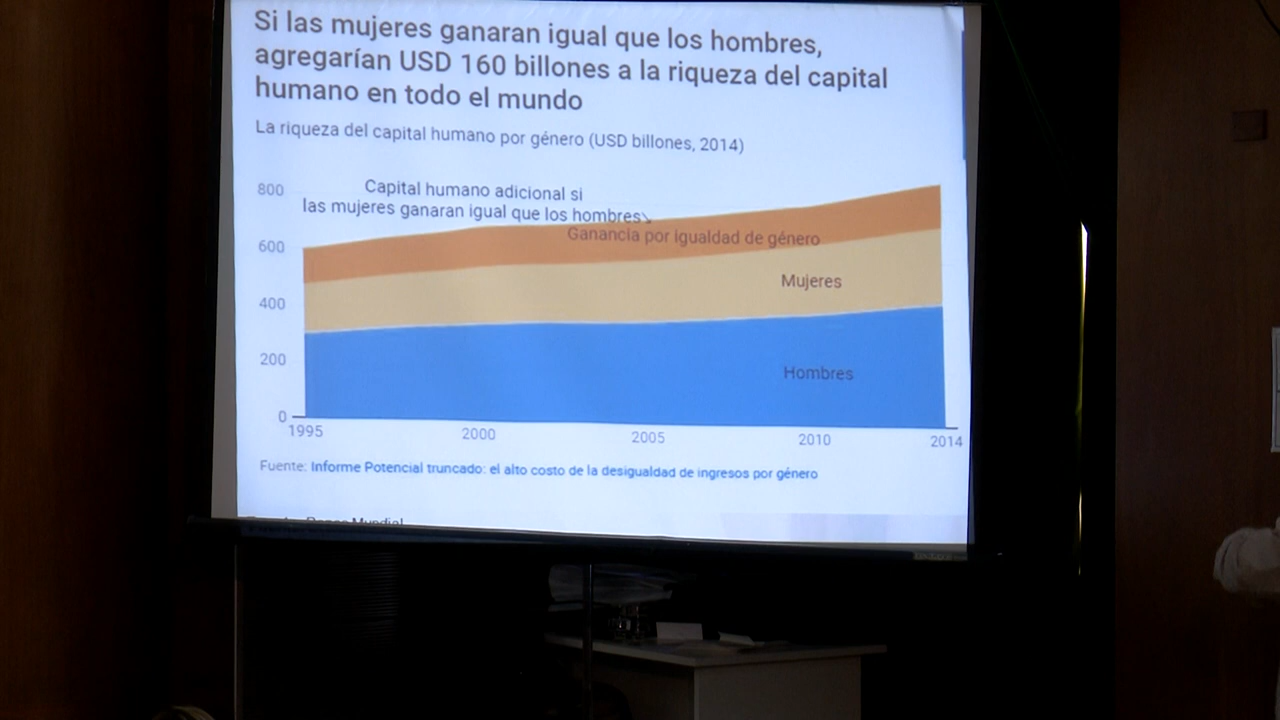 Si las mujeres ganaran igual que los hombres,
agregarían USD 160 billones a la riqueza del capital
humano en todo el mundo
La riqueza del capital humano por género (USD billones, 2014)
800
Capital humano adicional si
las mujeres ganaran igual que los hombres
Ganancia por igualdad de género
600
Mujeres
400
200
Hombres
0
1995 2000 2005 2010 2014
Fuente: Informe Potencial truncado: el alto costo de la desigualdad de ingresos por género
Banco Mundial